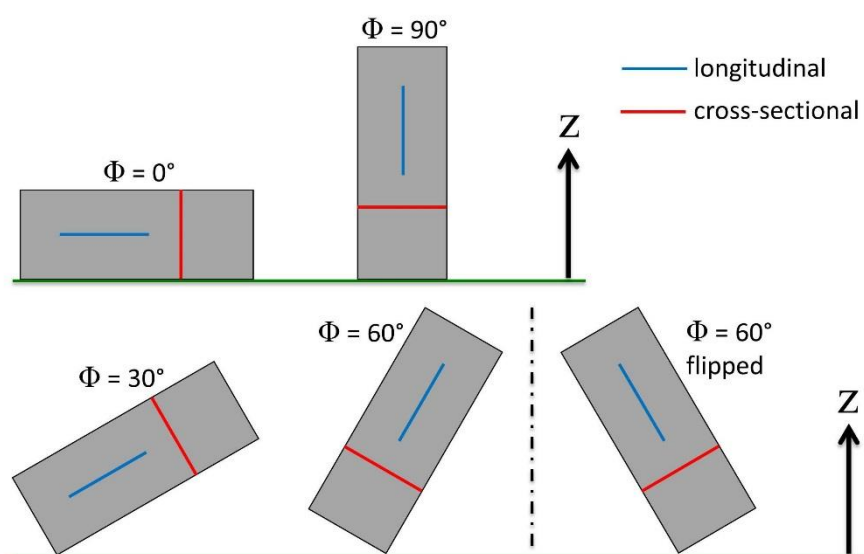 Φ = 90°
longitudinal
cross-sectional
Z
Φ = 0°
Φ = 60°
Φ = 60°
flipped
Φ = 30°
Z